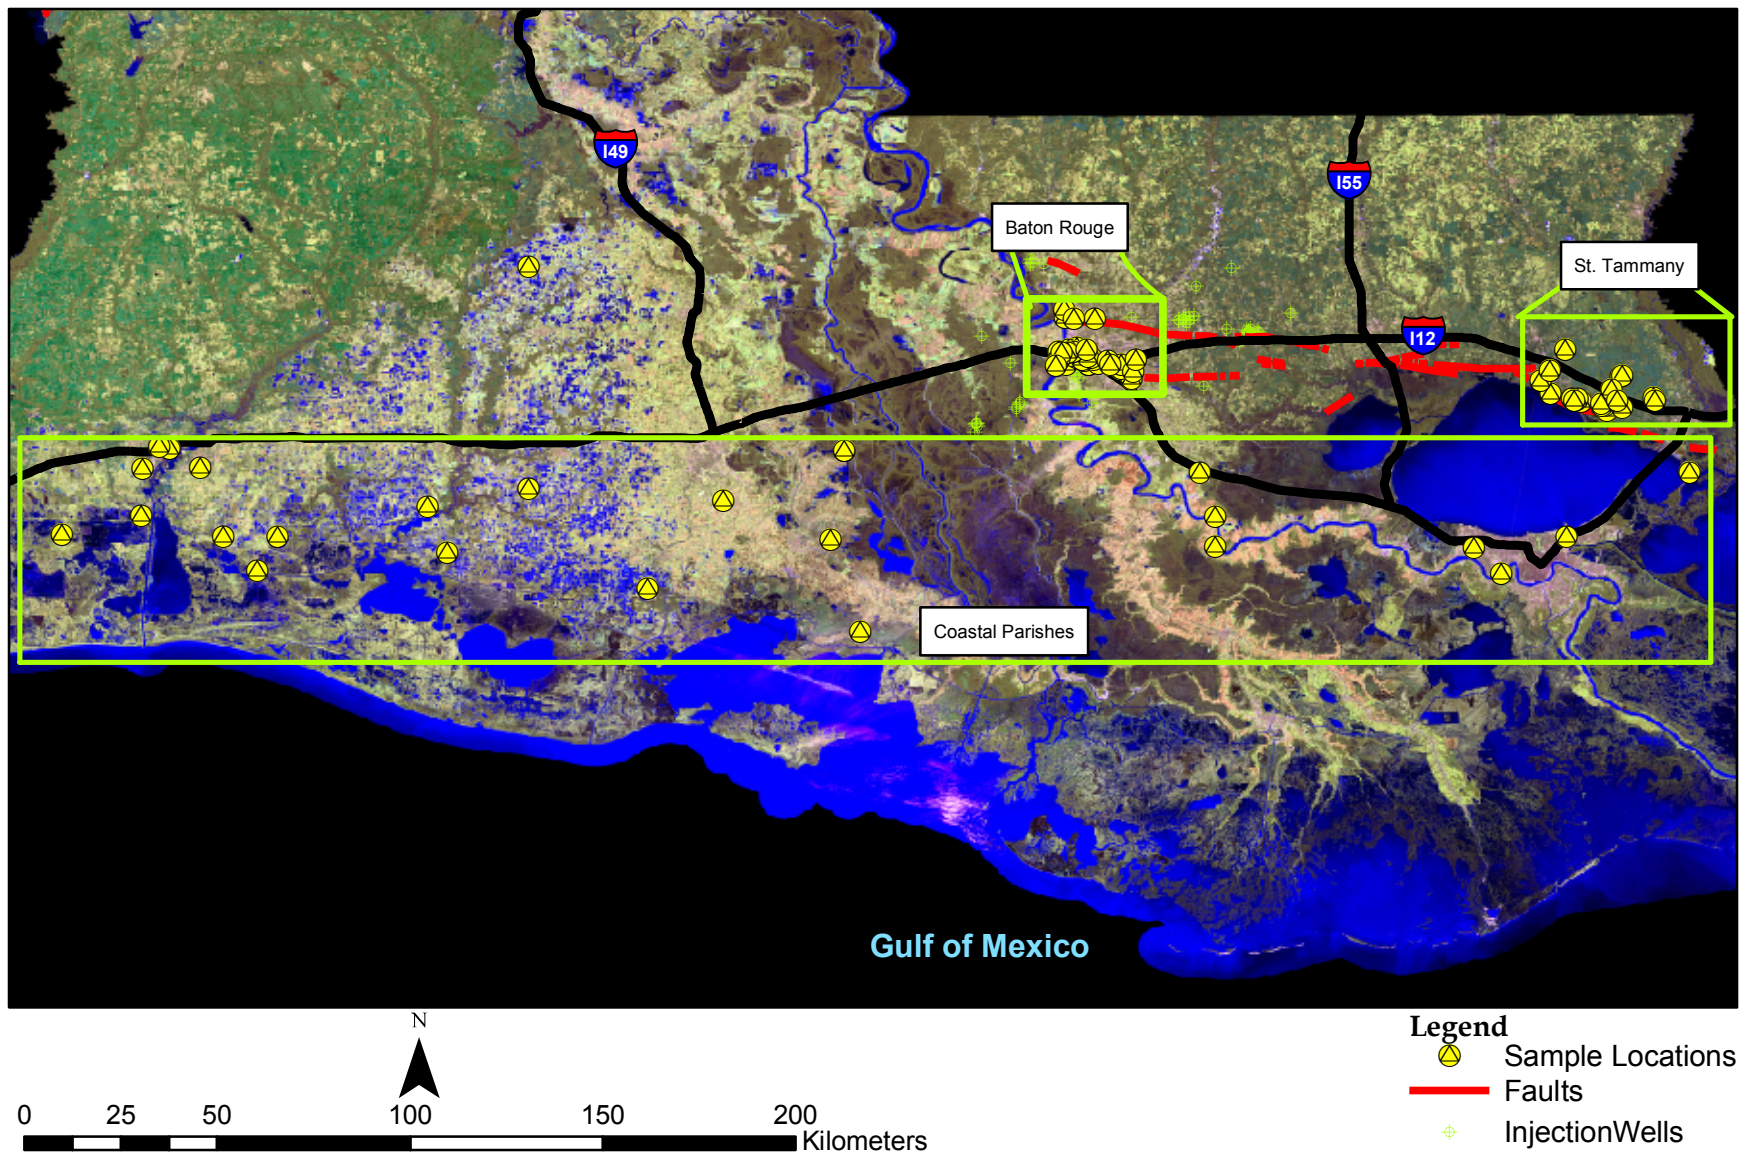 I49
I55
Baton Rouge
St. Tammany
I12
Coastal Parishes
Gulf of Mexico
N
0 25 50 100 150 200
Kilometers
Legend
Sample Locations
Faults
InjectionWells